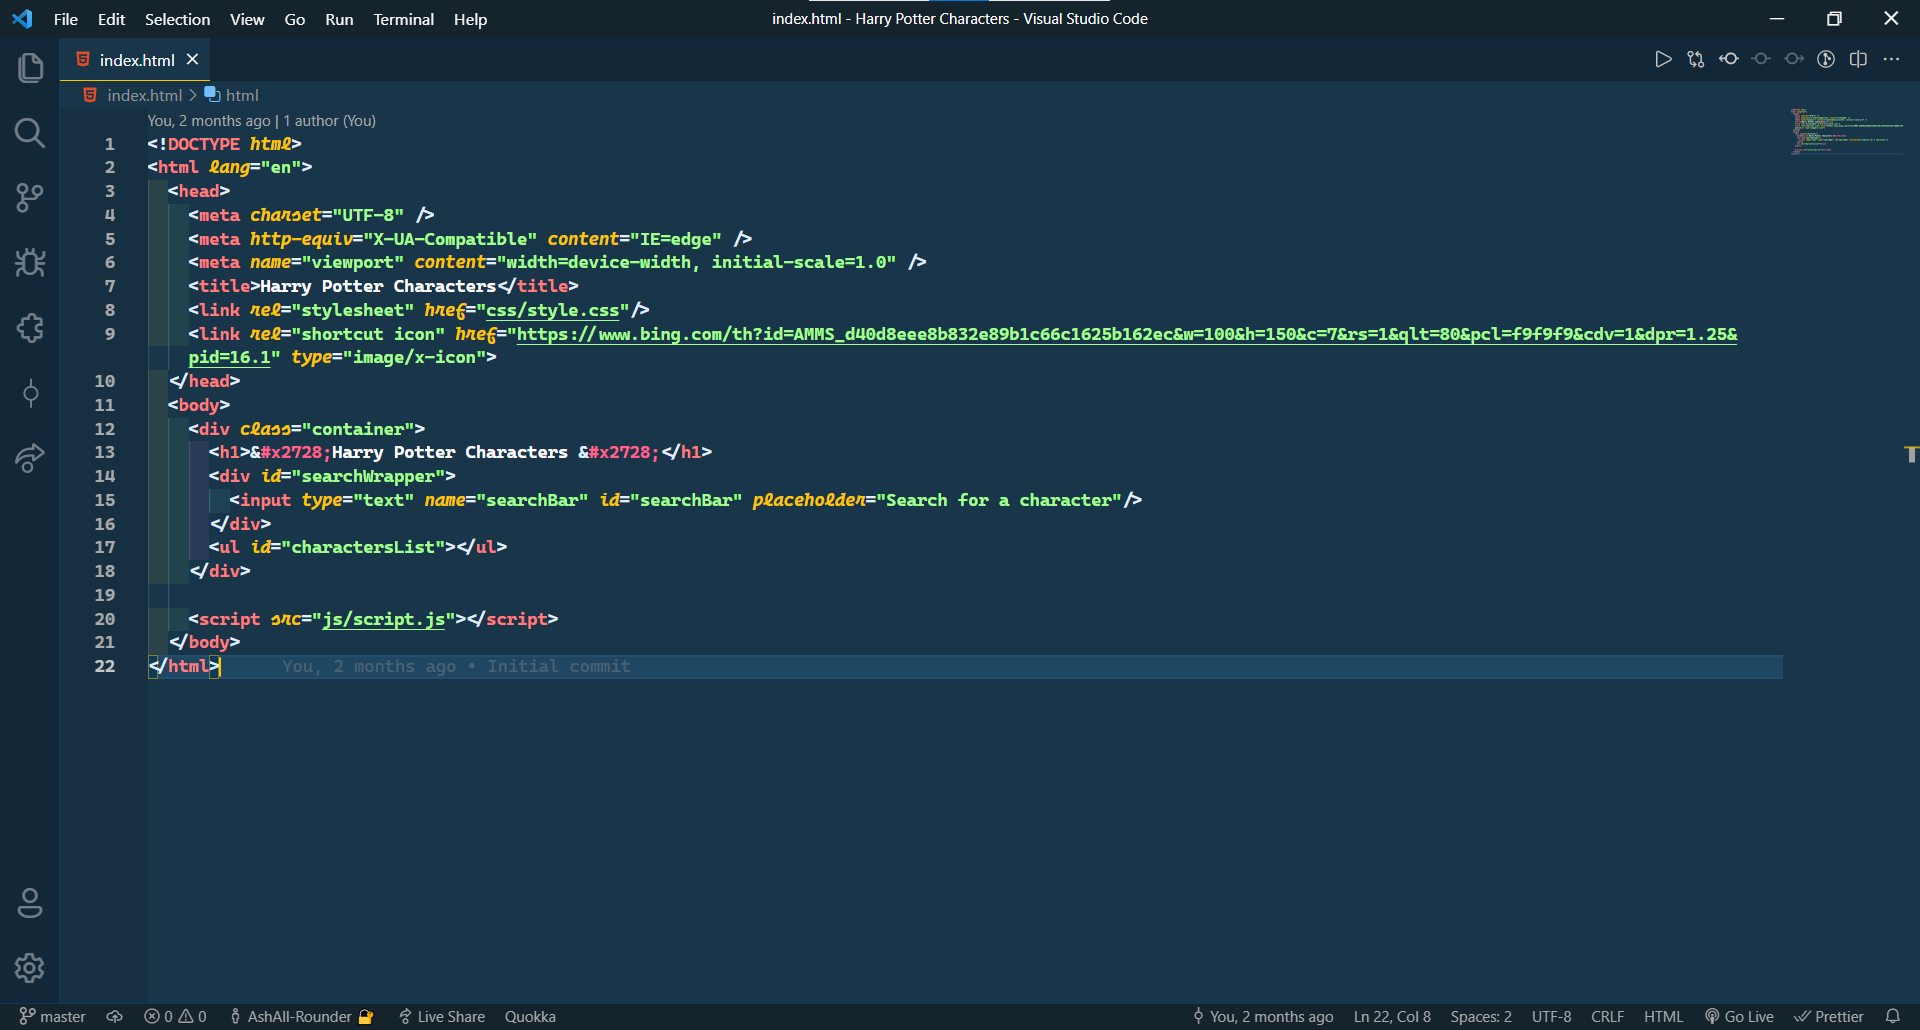 File Edit Selection View Go Run Terminal Help index.html - Harry Potter Characters - Visual Studio Code
index.html
index.html > html
You, 2 months ago | 1 author (You)
1 <!DOCTYPE html>
2 <html lang="en">
3 <head>
4 <meta charset="UTF-8" />
5 <meta http-equiv="X-UA-Compatible" content="IE=edge" />
6 <meta name="viewport" content="width=device-width, initial-scale=1.0" />
7 <title>Harry Potter Characters</title>
8 <link rel="stylesheet" href="css/style.css"/>
9 <link rel="shortcut icon" href="https://www.bing.com/th?id=AMMS_d40d8eee8b832e89b1c66c1625b162ec&w=100&h=150&c=7&rs=1&qlt=80&pcl=f9f9f9&cdv=1&dpr=1.25&
pid=16.1" type="image/x-icon">
10 </head>
11 <body>
12 <div class="container">
13 <h1>&#x2728;Harry Potter Characters &#x2728;</h1>
14 <div id="searchWrapper">
15 <input type="text" name="searchBar" id="searchBar" placeholder="Search for a character"/>
16 </div>
17 <ul id="charactersList"></ul>
18 </div>
19
20 <script src="js/script.js"></script>
21 </body>
22 </html> You, 2 months ago • Initial commit
master 0 0 AshAll-Rounder Live Share Quokka You, 2 months ago Ln 22, Col 8 Spaces: 2 UTF-8 CRLF HTML Go Live Prettier